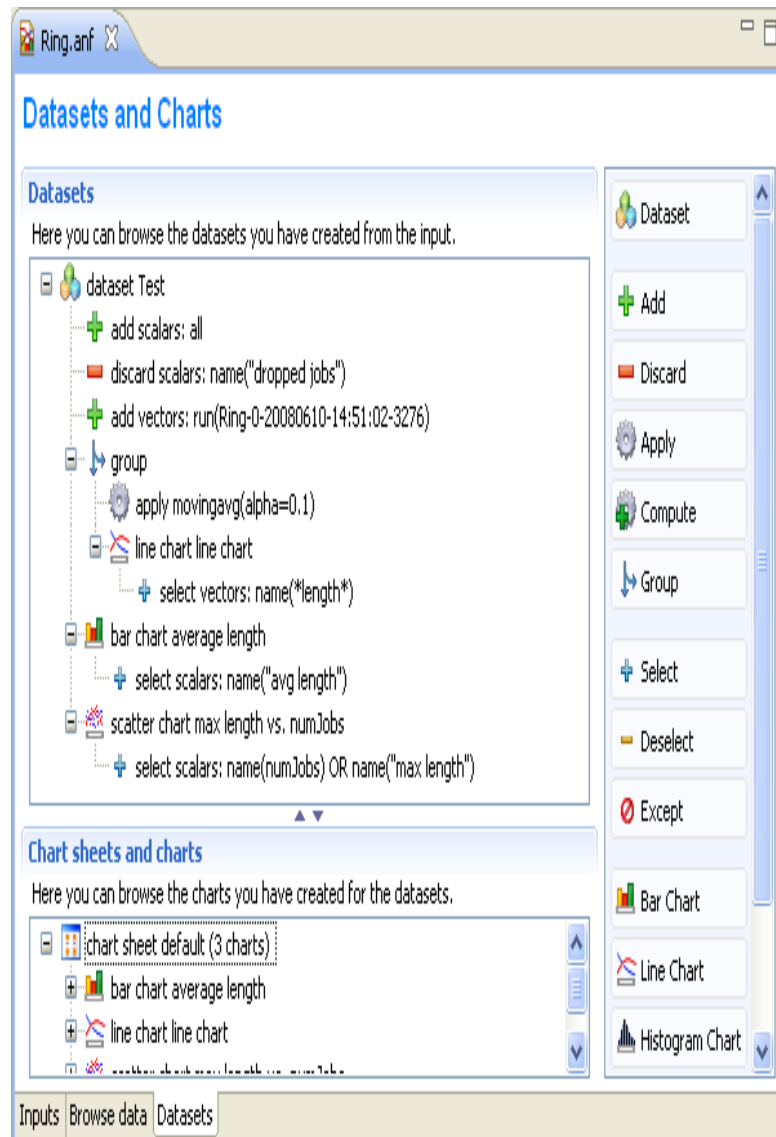 Ring.anf
Datasets and Charts
Datasets
Here you can browse the datasets you have created from the input.
dataset Test
add scalars: all
discard scalars: name("dropped jobs")
add vectors: run(Ring-0-20080610-14:51:02-3276)
group
apply movingavg(alpha=0.1)
line chart line chart
select vectors: name(*length*)
bar chart average length
select scalars: name("avg length")
scatter chart max length vs. numJobs
select scalars: name(numJobs) OR name("max length")
Chart sheets and charts
Here you can browse the charts you have created for the datasets.
chart sheet default (3 charts)
bar chart average length
line chart line chart
scatter chart max length vs. numJobs
Dataset
Add
Discard
Apply
Compute
Group
Select
Deselect
Except
Bar Chart
Line Chart
Histogram Chart
Inputs Browse data Datasets